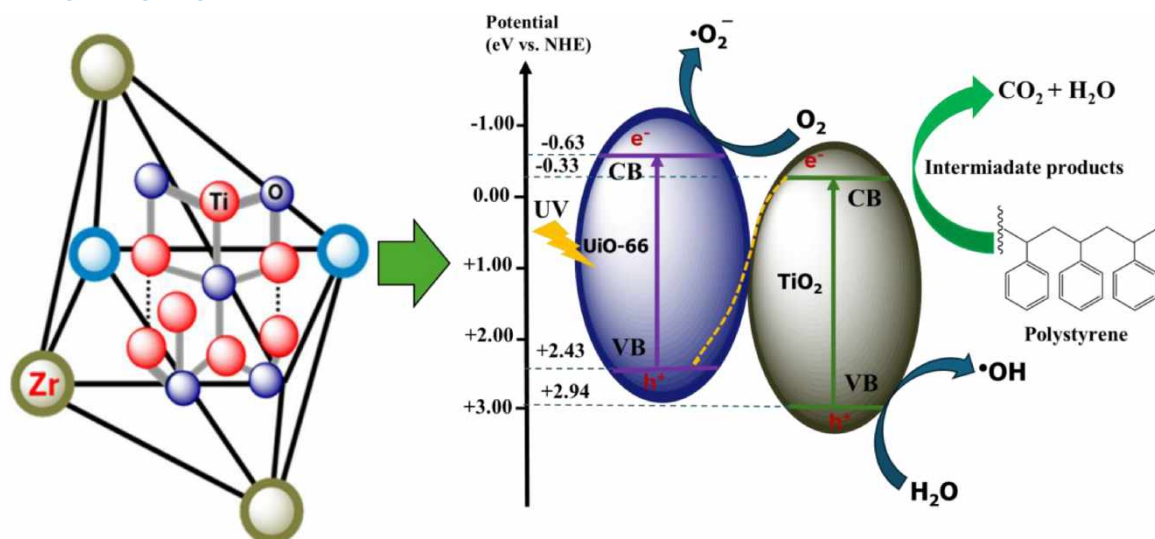 Ti
O
Zr
Potential
(eV vs. NHE)
-1.00
-0.63
-0.33
0.00
+1.00
+2.00
+2.43
+2.94
+3.00
UV
UiO-66
e⁻
CB
VB
h⁺
·O₂⁻
O₂
e⁻
CB
TiO₂
VB
h⁺
·OH
H₂O
CO₂ + H₂O
Intermiadate products
Polystyrene